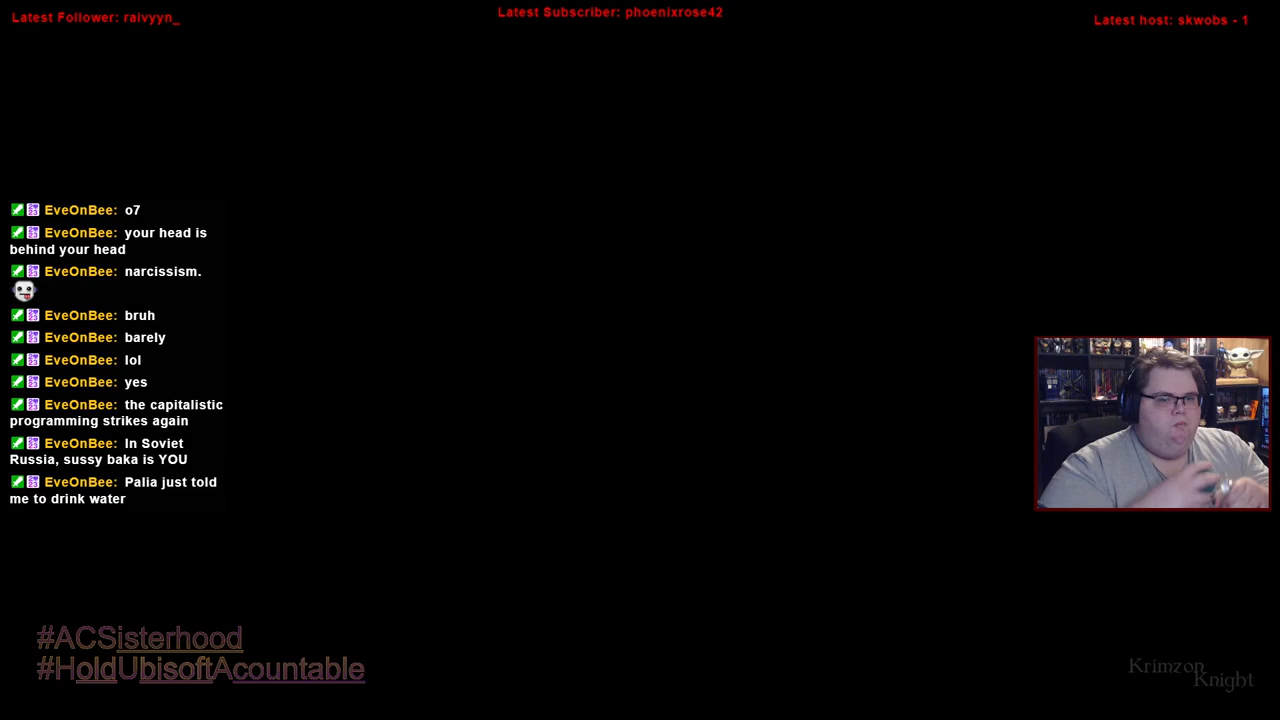 Latest Follower: raivyyn_
Latest Subscriber: phoenixrose42
Latest host: skwobs - 1
EveOnBee: o7
EveOnBee: your head is
behind your head
EveOnBee: narcissism.
EveOnBee: bruh
EveOnBee: barely
EveOnBee: lol
EveOnBee: yes
EveOnBee: the capitalistic
programming strikes again
EveOnBee: In Soviet
Russia, sussy baka is YOU
EveOnBee: Palia just told
me to drink water
#ACSisterhood
#HoldUbisoftAcountable
Krimzon
Knight